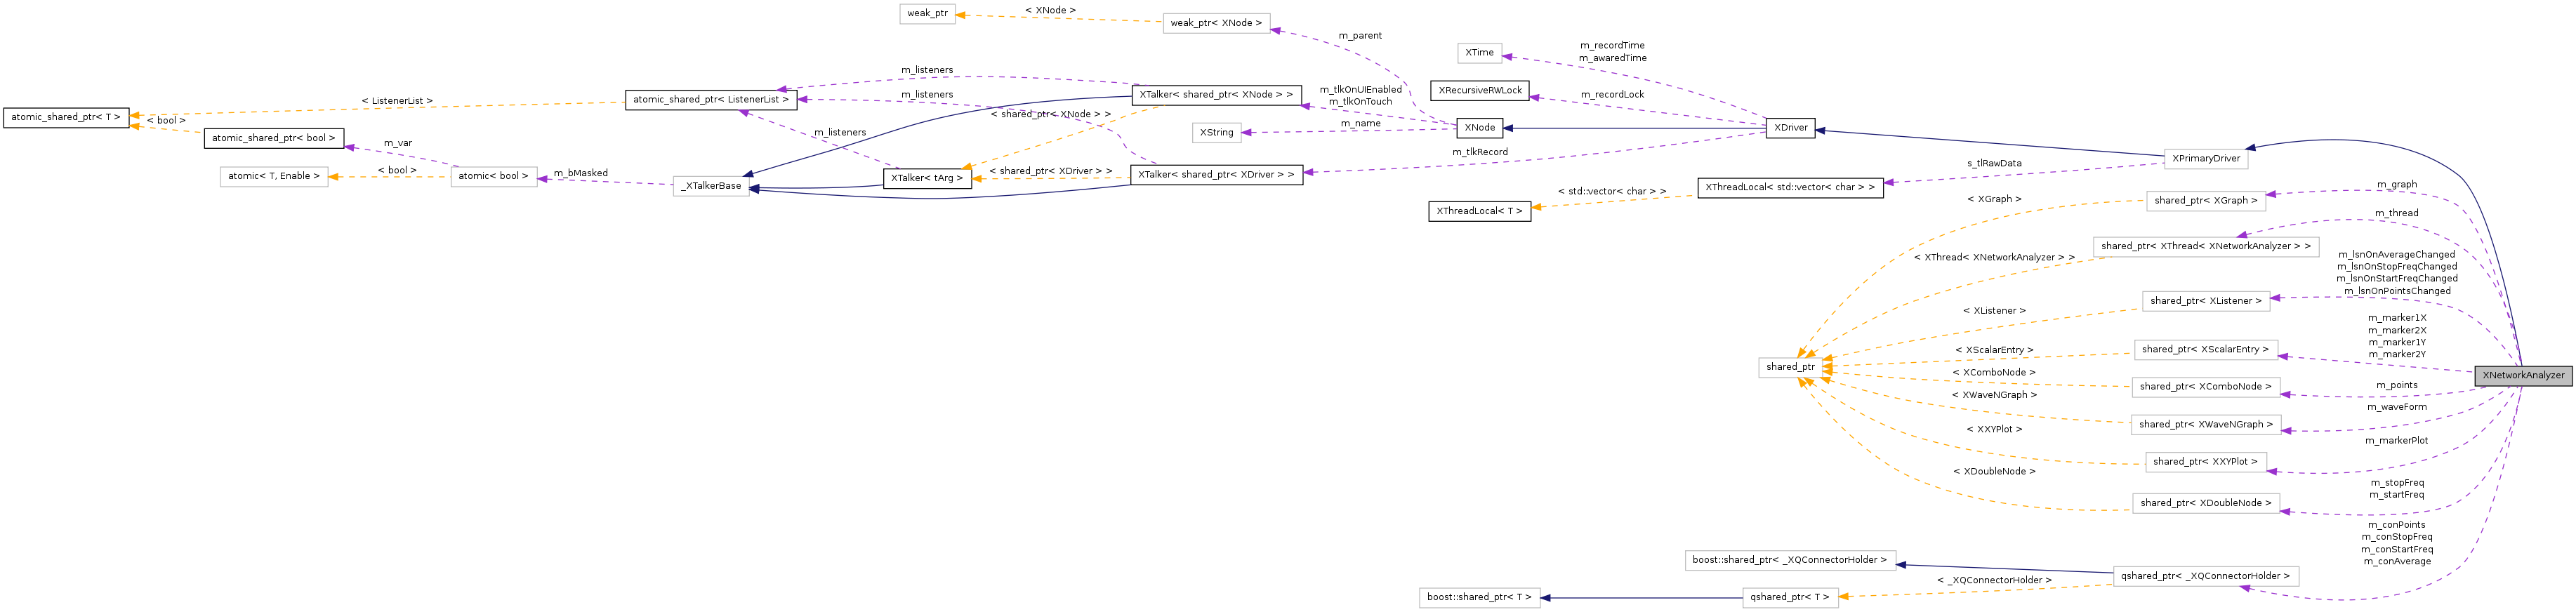 weak_ptr
< XNode >
weak_ptr< XNode >
m_parent
XTime
m_recordTime
m_awaredTime
m_listeners
XRecursiveRWLock
m_recordLock
atomic_shared_ptr< T >
< ListenerList >
< bool >
atomic_shared_ptr< ListenerList >
m_listeners
XTalker< shared_ptr< XNode > >
m_tlkOnUIEnabled
m_tlkOnTouch
m_name
XNode
XDriver
atomic_shared_ptr< bool >
m_var
m_listeners
< shared_ptr< XNode > >
XString
m_tlkRecord
XPrimaryDriver
atomic< T, Enable >
< bool >
atomic< bool >
m_bMasked
_XTalkerBase
XTalker< tArg >
< shared_ptr< XDriver > >
XTalker< shared_ptr< XDriver > >
s_tlRawData
XThreadLocal< T >
< std::vector< char > >
XThreadLocal< std::vector< char > >
< XGraph >
shared_ptr< XGraph >
m_graph
m_thread
< XThread< XNetworkAnalyzer > >
shared_ptr< XThread< XNetworkAnalyzer > >
m_lsnOnAverageChanged
m_lsnOnStopFreqChanged
m_lsnOnStartFreqChanged
m_lsnOnPointsChanged
< XListener >
shared_ptr< XListener >
m_marker1X
m_marker2X
m_marker1Y
m_marker2Y
shared_ptr
< XScalarEntry >
shared_ptr< XScalarEntry >
XNetworkAnalyzer
< XComboNode >
shared_ptr< XComboNode >
m_points
< XWaveNGraph >
shared_ptr< XWaveNGraph >
m_waveForm
< XXYPlot >
shared_ptr< XXYPlot >
m_markerPlot
< XDoubleNode >
shared_ptr< XDoubleNode >
m_stopFreq
m_startFreq
m_conPoints
m_conStopFreq
m_conStartFreq
m_conAverage
boost::shared_ptr< _XQConnectorHolder >
qshared_ptr< _XQConnectorHolder >
< _XQConnectorHolder >
boost::shared_ptr< T >
qshared_ptr< T >